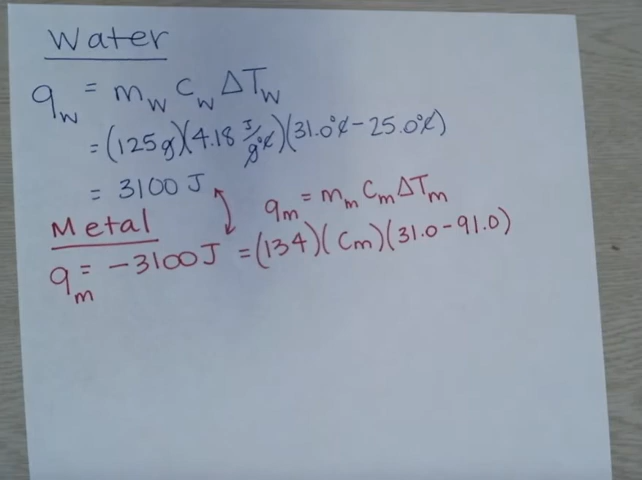 Water
q_w = m_w c_w ΔT_w
= (125g)(4.18 J/g°C)(31.0°C - 25.0°C)
= 3100 J
q_m = m_m c_m ΔT_m
Metal
q_m = -3100J = (134)(c_m)(31.0-91.0)